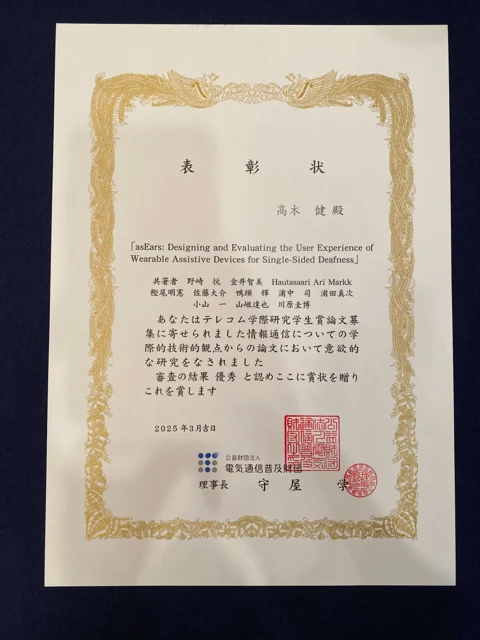 表彰状
高木 健 殿
「asEars: Designing and Evaluating the User Experience of
Wearable Assistive Devices for Single-Sided Deafness」
共著者 野崎 悦 金井智美 Hautasaari Ari Markk
樫尾明憲 佐藤大介 鴨頭 輝 浦中 司 浦田真次
小山 一 山岨達也 川原圭博
あなたはテレコム学際研究学生賞論文募
集に寄せられました情報通信についての学
際的技術的観点からの論文において意欲的
な研究をなされました
審査の結果 優秀 と認めここに賞状を贈り
これを賞します
2025年3月吉日
公益財団法人
電気通信普及財団
理事長 守屋 学